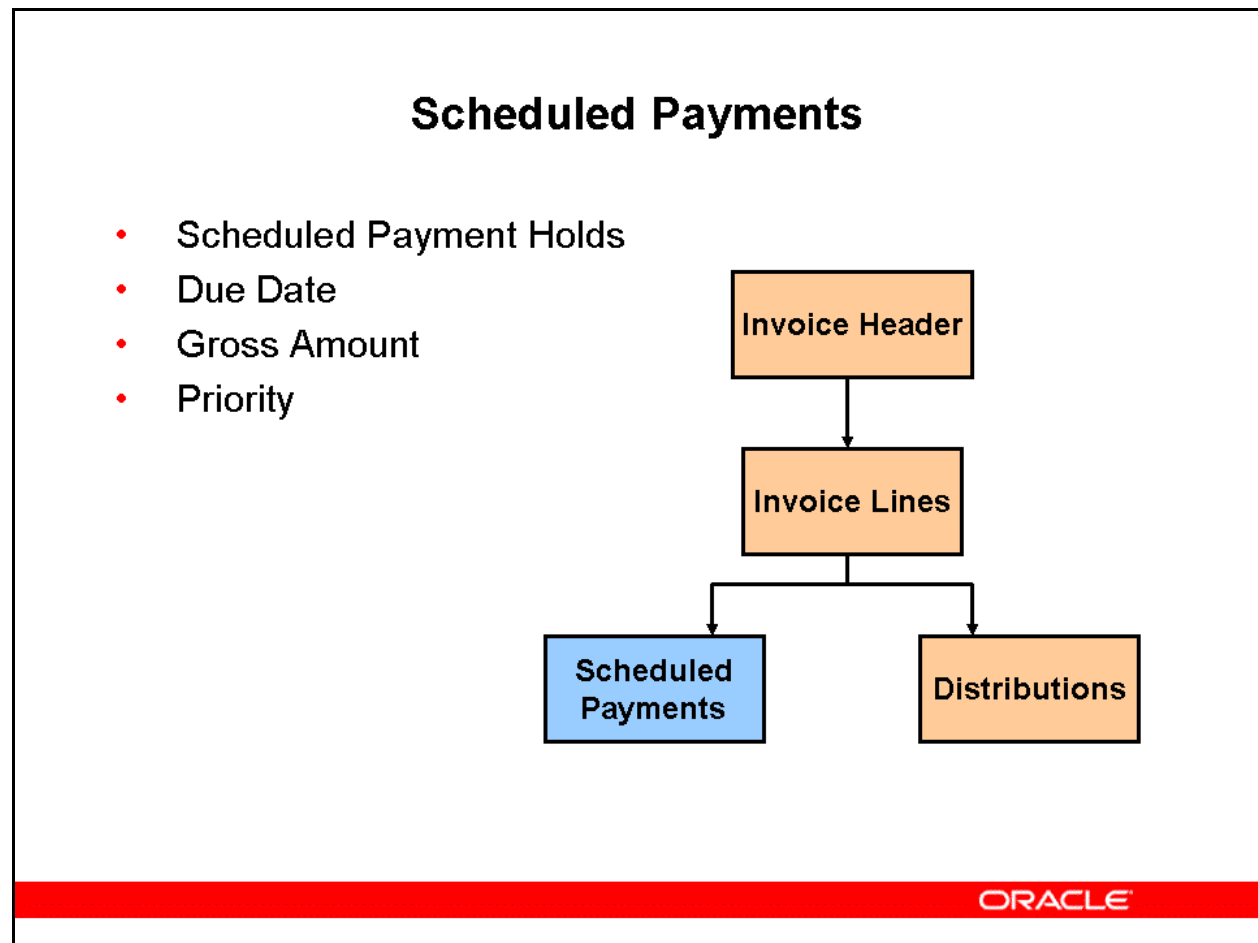 Scheduled Payments
• Scheduled Payment Holds
• Due Date
• Gross Amount
• Priority
Invoice Header
Invoice Lines
Scheduled
Payments
Distributions
ORACLE